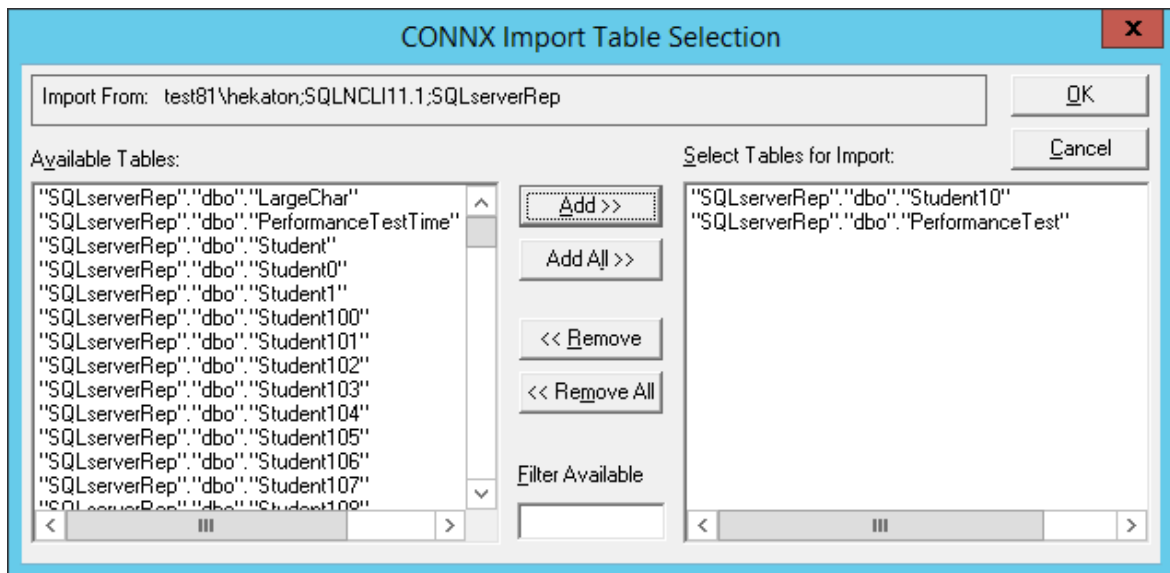 CONNX Import Table Selection
x
Import From: test81\hekaton;SQLNCLI11.1;SQLserverRep
OK
Cancel
Available Tables:
"SQLserverRep"."dbo"."LargeChar"
"SQLserverRep"."dbo"."PerformanceTestTime"
"SQLserverRep"."dbo"."Student"
"SQLserverRep"."dbo"."Student0"
"SQLserverRep"."dbo"."Student1"
"SQLserverRep"."dbo"."Student100"
"SQLserverRep"."dbo"."Student101"
"SQLserverRep"."dbo"."Student102"
"SQLserverRep"."dbo"."Student103"
"SQLserverRep"."dbo"."Student104"
"SQLserverRep"."dbo"."Student105"
"SQLserverRep"."dbo"."Student106"
"SQLserverRep"."dbo"."Student107"
Add >>
Add All >>
<< Remove
<< Remove All
Filter Available
Select Tables for Import:
"SQLserverRep"."dbo"."Student10"
"SQLserverRep"."dbo"."PerformanceTest"